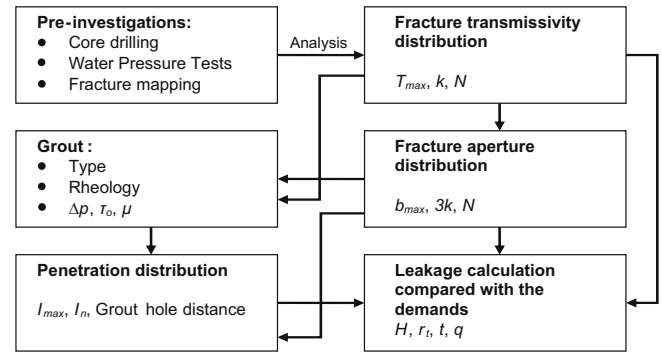 Pre-investigations:
● Core drilling
● Water Pressure Tests
● Fracture mapping
Analysis
Fracture transmissivity
distribution
Tmax, k, N
Grout :
● Type
● Rheology
● Δp, τo, μ
Fracture aperture
distribution
bmax, 3k, N
Penetration distribution
Imax, In, Grout hole distance
Leakage calculation
compared with the
demands
H, rt, t, q